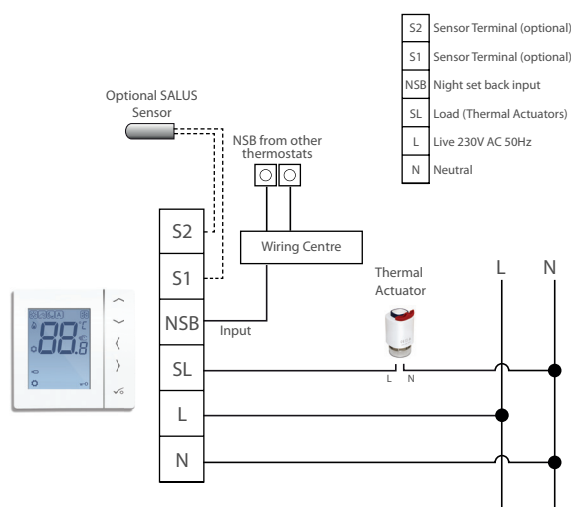 S2 Sensor Terminal (optional)
S1 Sensor Terminal (optional)
NSB Night set back input
SL Load (Thermal Actuators)
L Live 230V AC 50Hz
N Neutral
Optional SALUS
Sensor
NSB from other
thermostats
Wiring Centre
S2
S1
NSB
Input
SL
L
N
Thermal
Actuator
L N
L N
88.8 °C